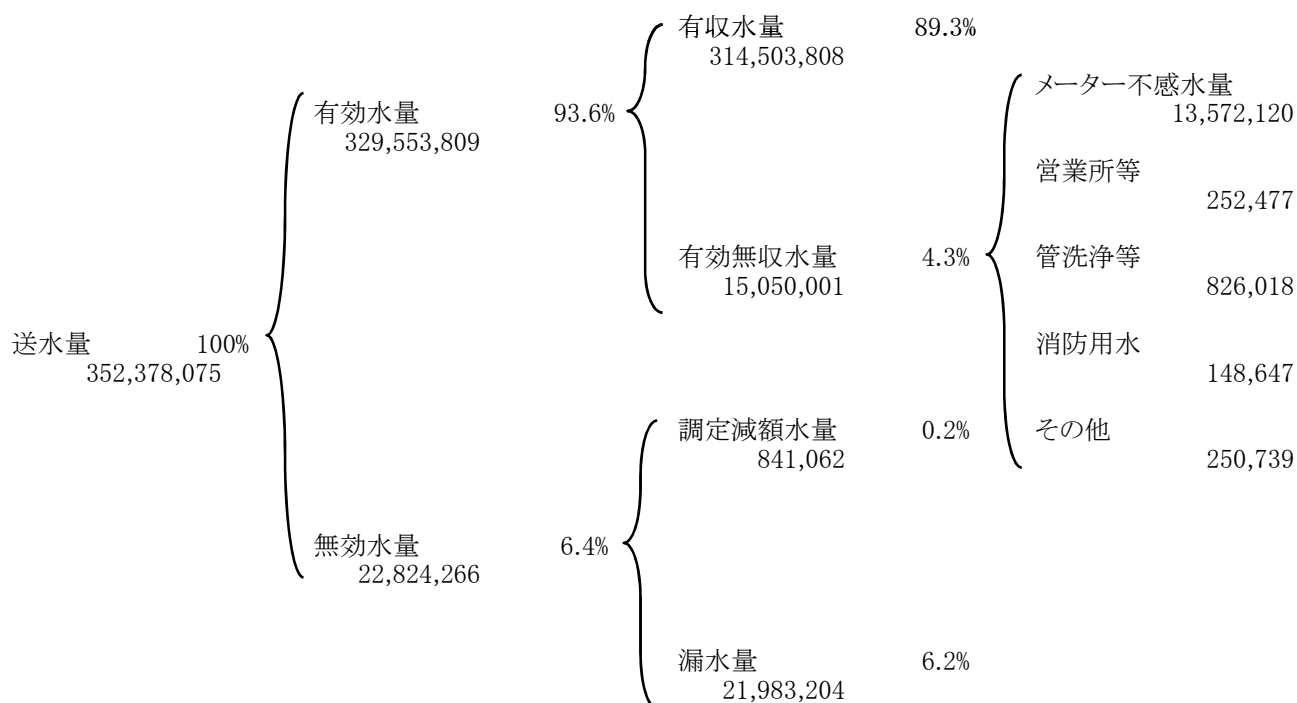 有収水量 89.3%
314,503,808
メーター不感水量
13,572,120
有効水量 93.6%
329,553,809
営業所等
252,477
有効無収水量 4.3%
15,050,001
管洗浄等
826,018
送水量 100%
352,378,075
消防用水
148,647
調定減額水量 0.2%
841,062
その他
250,739
無効水量 6.4%
22,824,266
漏水量 6.2%
21,983,204